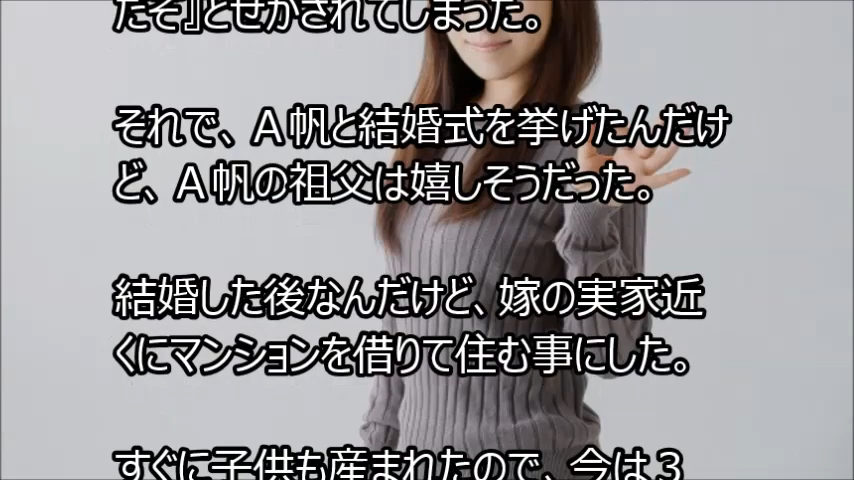 たぞ』とせかされてしまった。
それで、Ａ帆と結婚式を挙げたんだけ
ど、Ａ帆の祖父は嬉しそうだった。
結婚した後なんだけど、嫁の実家近
くにマンションを借りて住む事にした。
すぐに子供も産まれたので、今は３